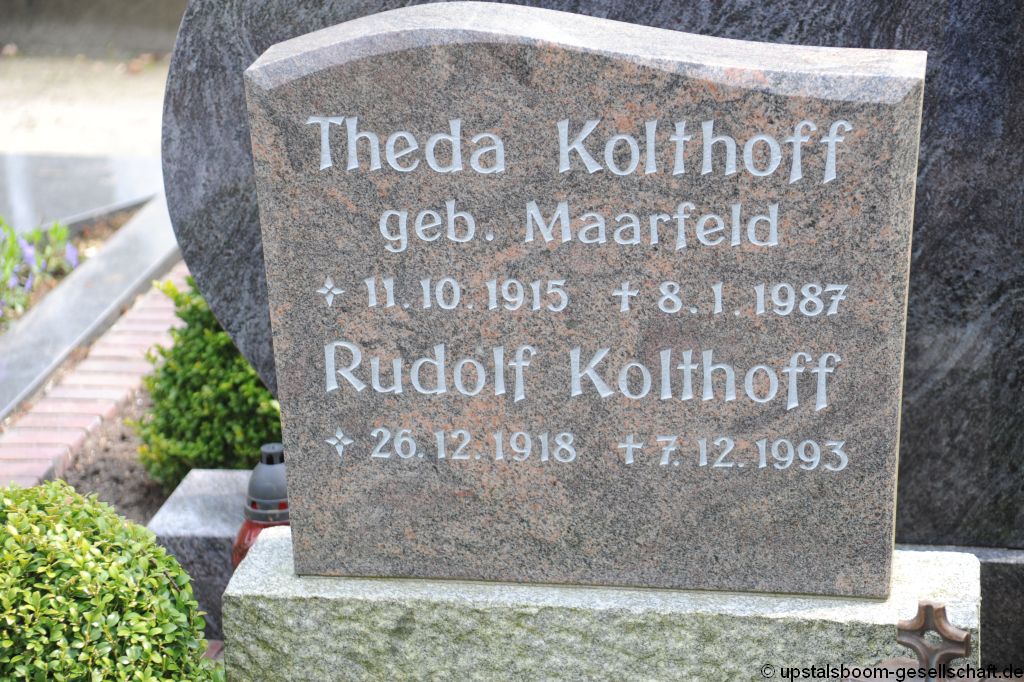 Theda Kolthoff
geb. Maarfeld
✧ 11.10.1915 ✝ 8.1.1987
Rudolf Kolthoff
✧ 26.12.1918 ✝ 7.12.1993
© upstalsboom-gesellschaft.de